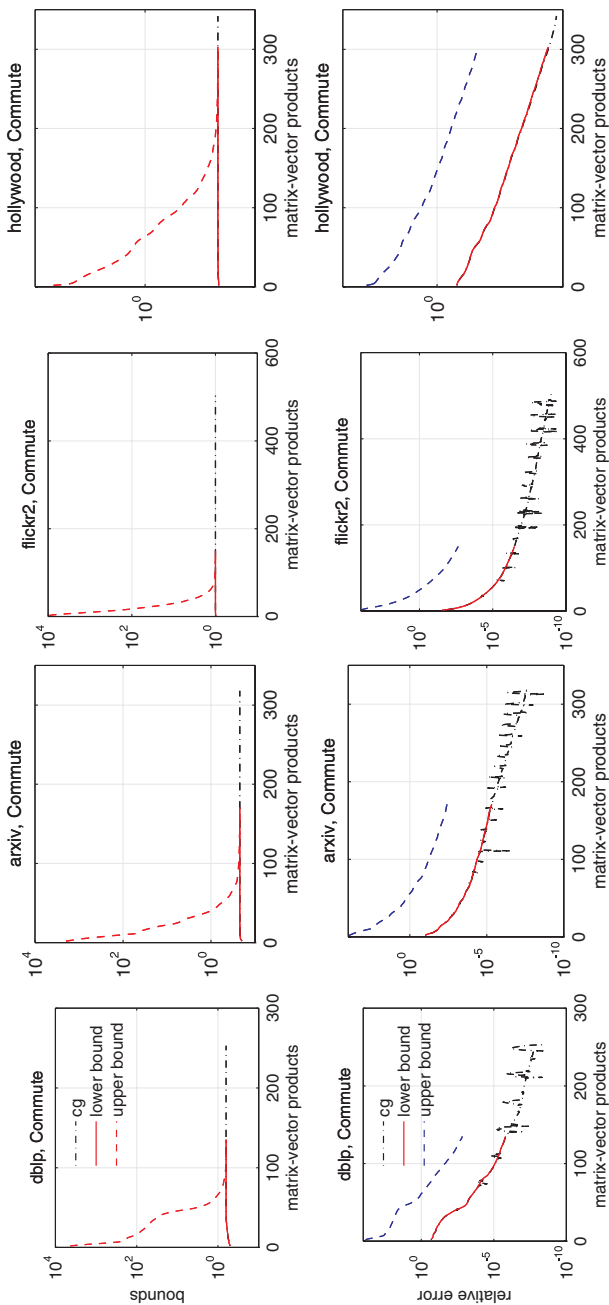 dblp, Commute
10^4
10^2
10^0
bounds
cg
lower bound
upper bound
0
100
200
300
matrix-vector products
arxiv, Commute
10^4
10^2
10^0
0
100
200
300
matrix-vector products
flickr2, Commute
10^4
10^2
10^0
0
200
400
600
matrix-vector products
hollywood, Commute
10^0
0
100
200
300
matrix-vector products
dblp, Commute
10^0
10^-5
10^-10
relative error
cg
lower bound
upper bound
0
100
200
300
matrix-vector products
arxiv, Commute
10^0
10^-5
10^-10
0
100
200
300
matrix-vector products
flickr2, Commute
10^0
10^-5
10^-10
0
200
400
600
matrix-vector products
hollywood, Commute
10^0
0
100
200
300
matrix-vector products